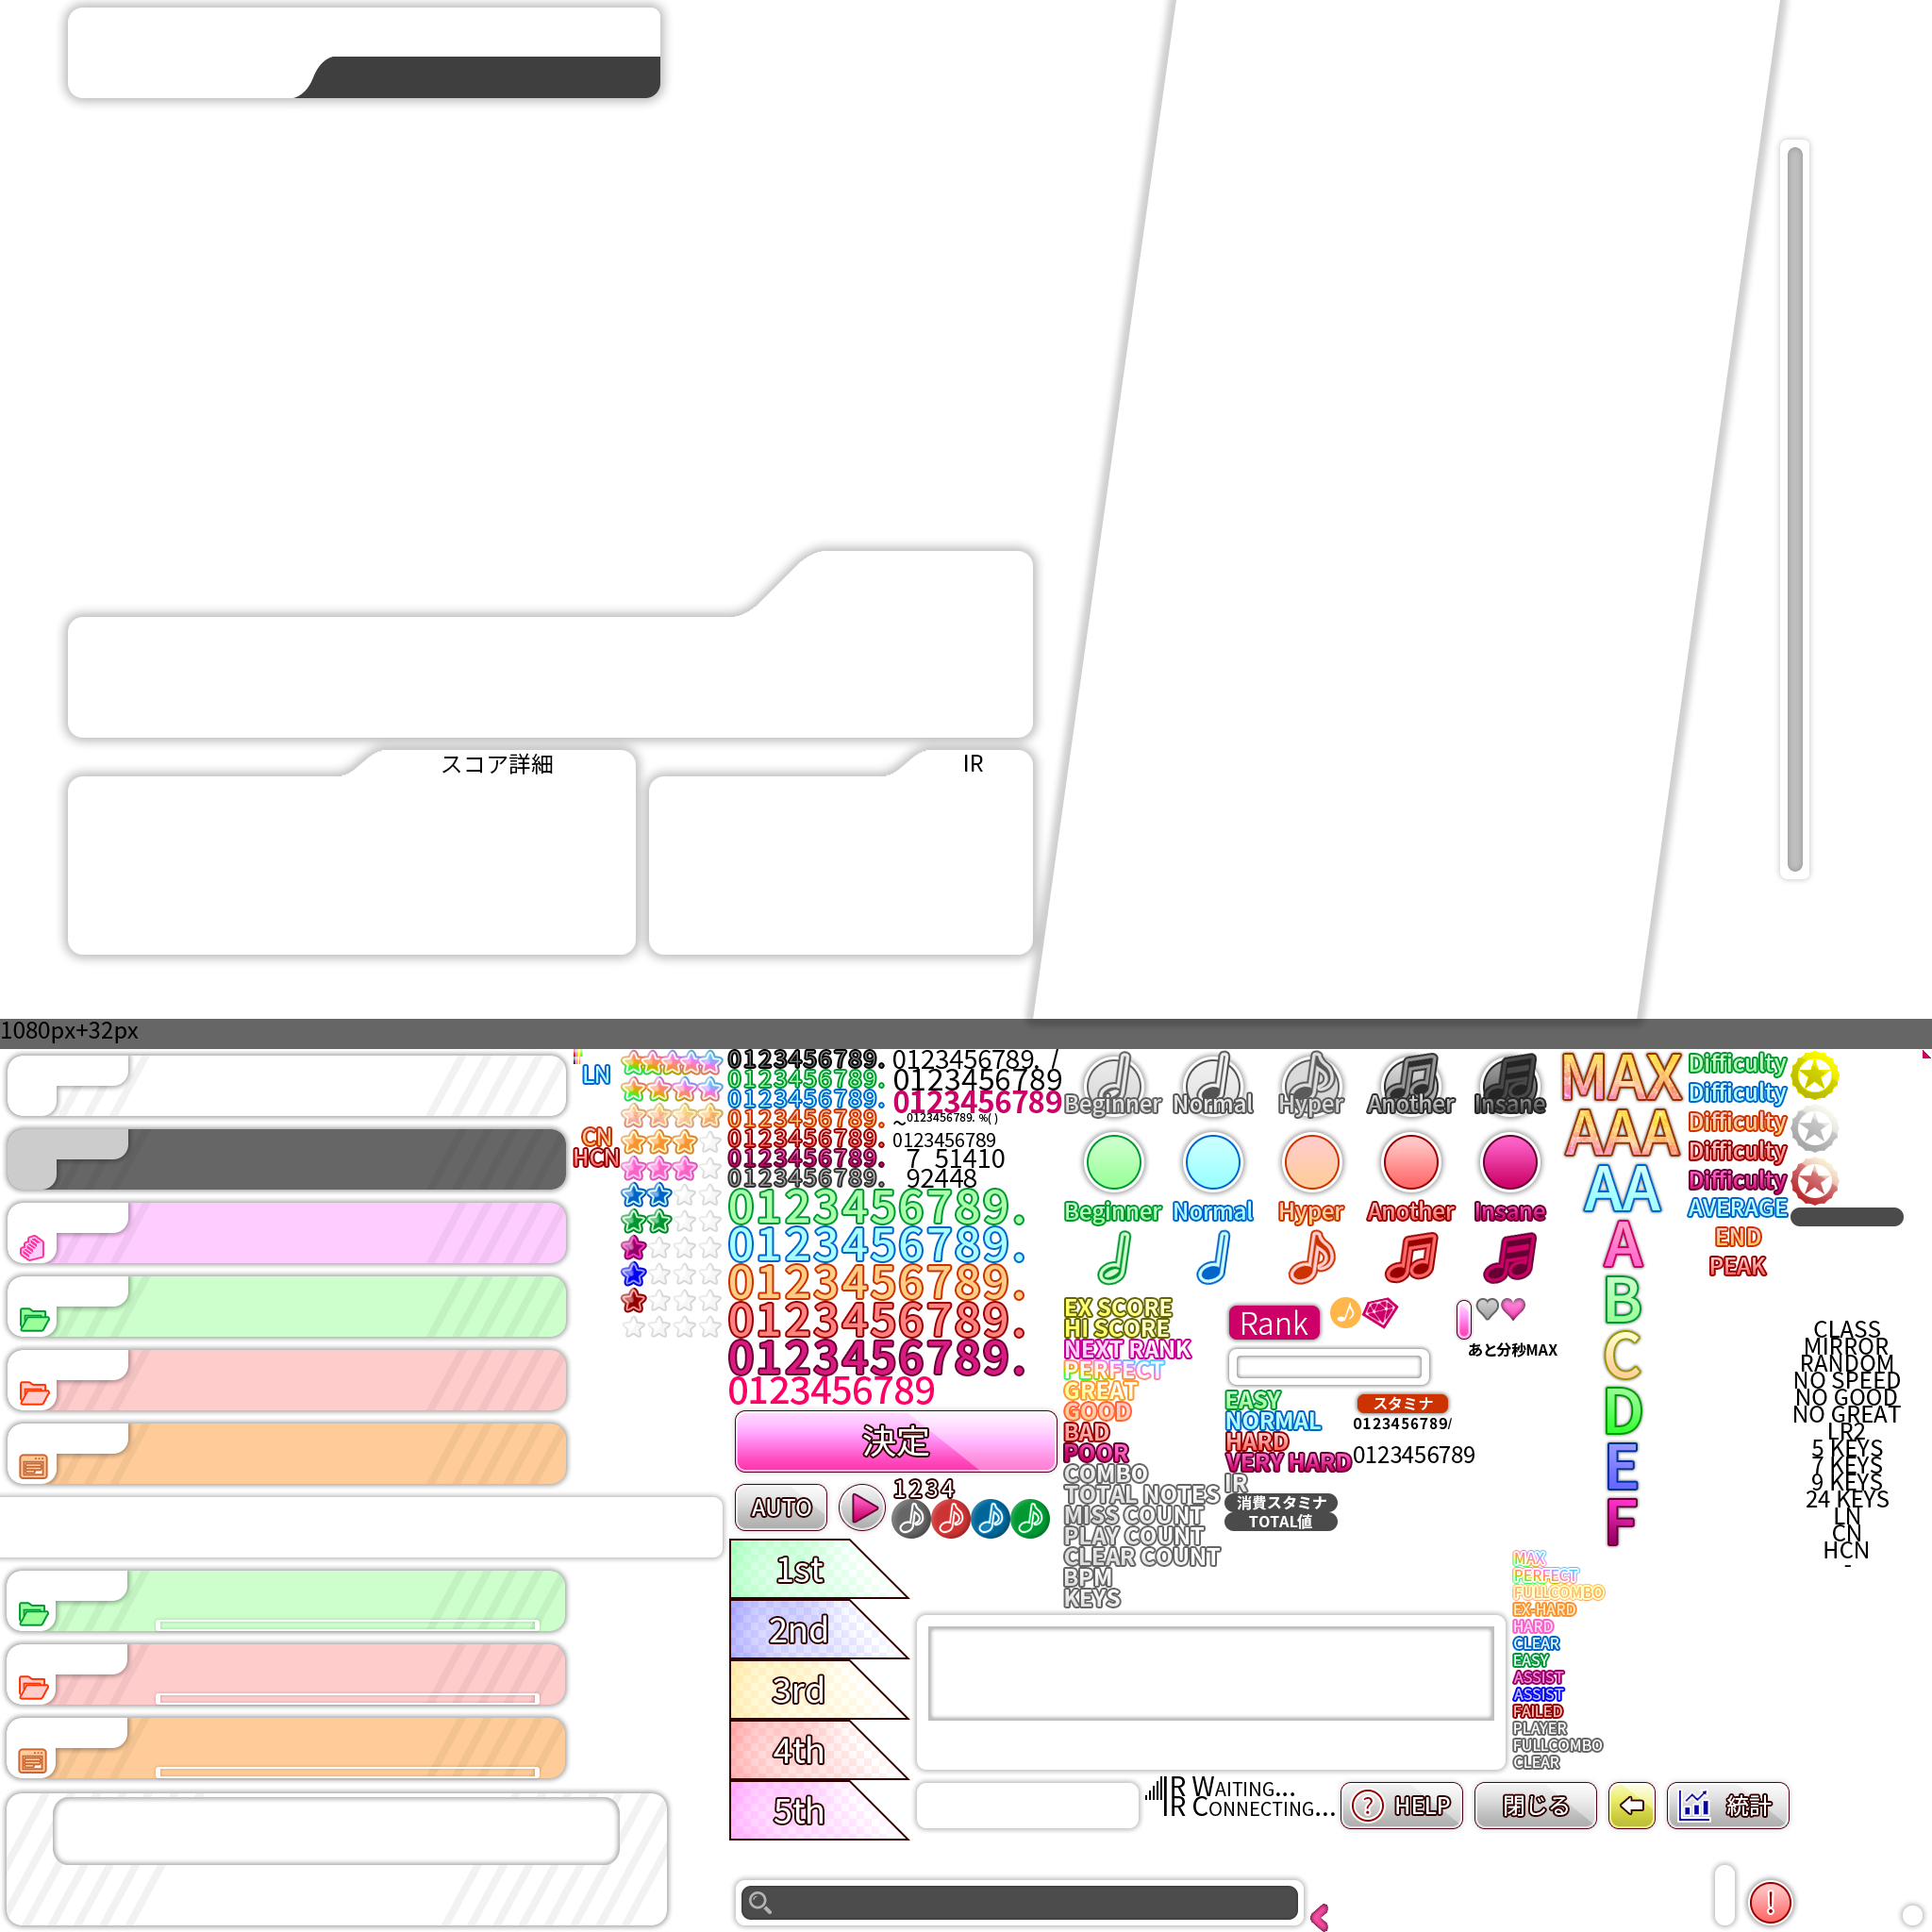 スコア詳細
IR
1080px+32px
LN
CN
HCN
0123456789.
0123456789.
0123456789.
0123456789.
0123456789.
0123456789.
0123456789.
0123456789. /
0123456789
0123456789
~0123456789. %( )
0123456789
7 51410
92448
0123456789.
0123456789.
0123456789.
0123456789.
0123456789.
0123456789
決定
AUTO
1234
1st
2nd
3rd
4th
5th
Beginner Normal Hyper Another Insane
Beginner Normal Hyper Another Insane
EX SCORE
HI SCORE
NEXT RANK
PERFECT
GREAT
GOOD
BAD
POOR
COMBO
TOTAL NOTES
MISS COUNT
PLAY COUNT
CLEAR COUNT
BPM
KEYS
Rank
EASY
NORMAL
HARD
VERY HARD
IR
消費スタミナ
TOTAL値
あと分秒MAX
スタミナ
0123456789/
0123456789
MAX
AAA
AA
A
B
C
D
E
F
Difficulty
Difficulty
Difficulty
Difficulty
Difficulty
AVERAGE
END
PEAK
CLASS
MIRROR
RANDOM
NO SPEED
NO GOOD
NO GREAT
LR2
5 KEYS
7 KEYS
9 KEYS
24 KEYS
LN
CN
HCN
-
MAX
PERFECT
FULLCOMBO
EX-HARD
HARD
CLEAR
EASY
ASSIST
ASSIST
FAILED
PLAYER
FULLCOMBO
CLEAR
IR WAITING...
IR CONNECTING...
? HELP
閉じる
統計
!